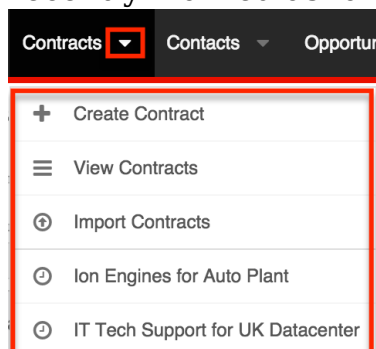 Contracts Contacts Opportun
Create Contract
View Contracts
Import Contracts
Ion Engines for Auto Plant
IT Tech Support for UK Datacenter